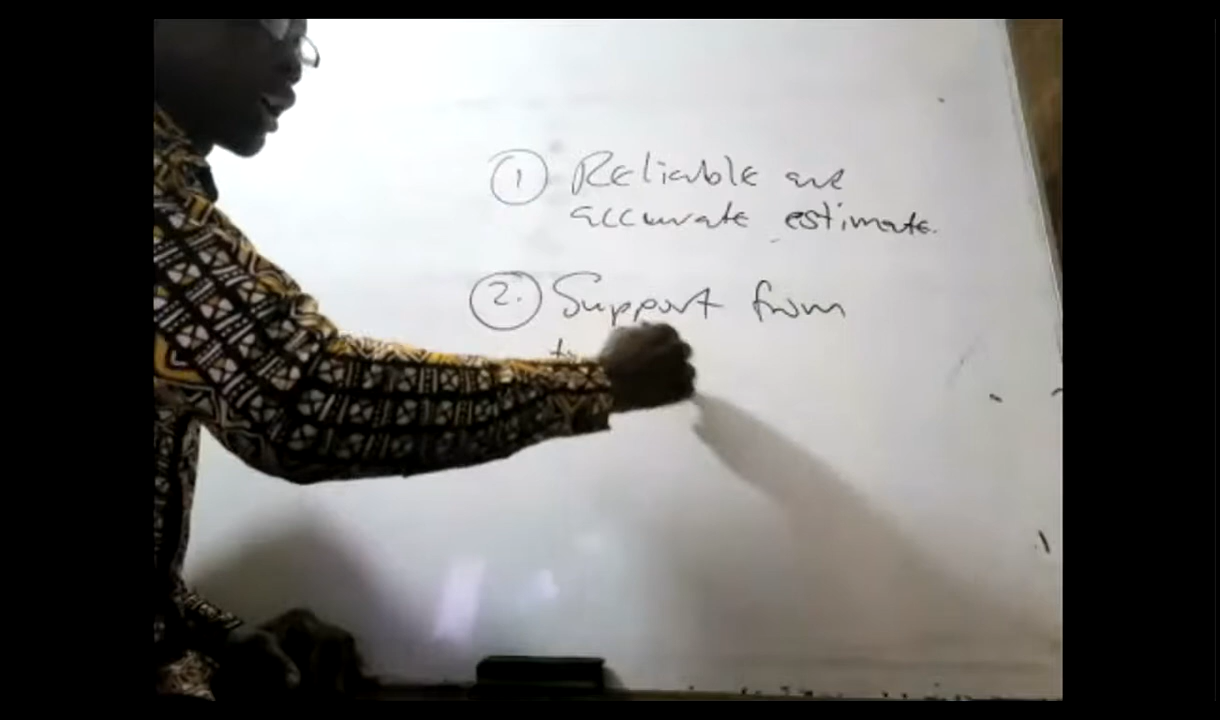 ① Reliable and
accurate estimate.
②. Support from